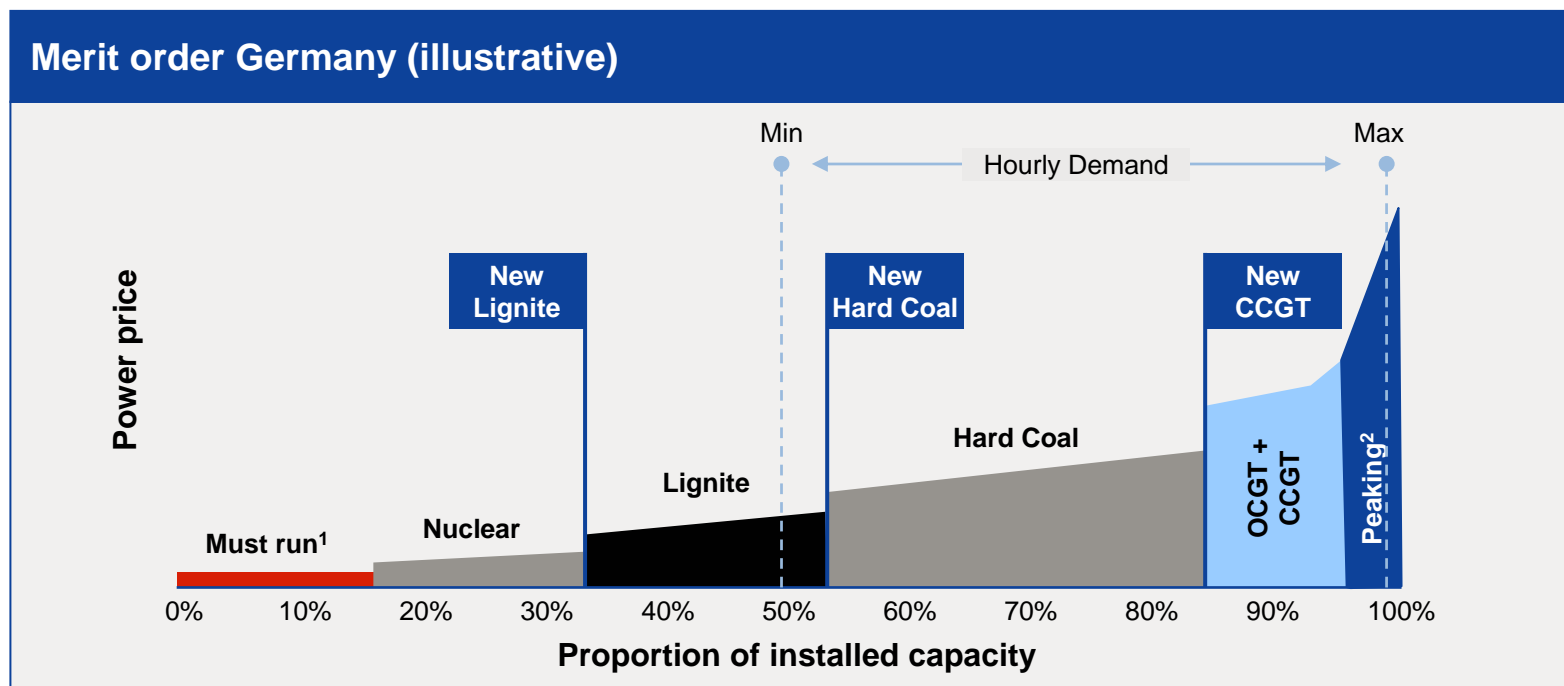 Merit order Germany (illustrative)
Min
Max
Hourly Demand
New
Lignite
New
Hard Coal
New
CCGT
Power price
Must run¹
Nuclear
Lignite
Hard Coal
OCGT +
CCGT
Peaking²
0%
10%
20%
30%
40%
50%
60%
70%
80%
90%
100%
Proportion of installed capacity